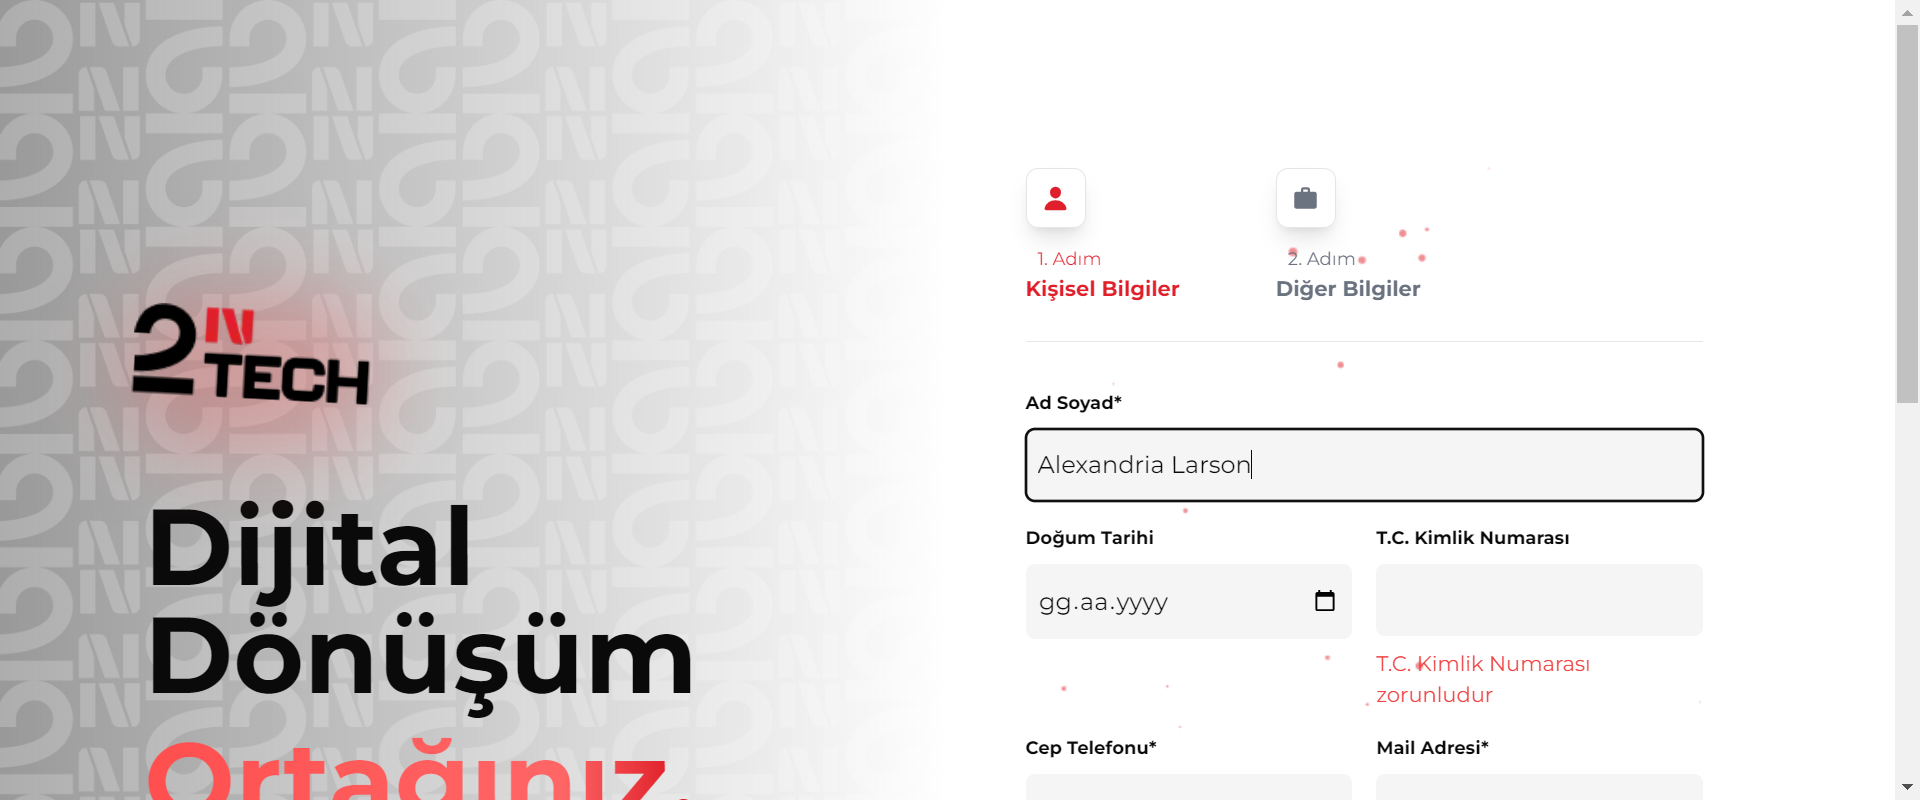 2N
TECH
Dijital
Dönüşüm
Ortağınız.
1. Adım
Kişisel Bilgiler
2. Adım
Diğer Bilgiler
Ad Soyad*
Alexandria Larson
Doğum Tarihi
gg.aa.yyyy
T.C. Kimlik Numarası
T.C. Kimlik Numarası
zorunludur
Cep Telefonu*
Mail Adresi*